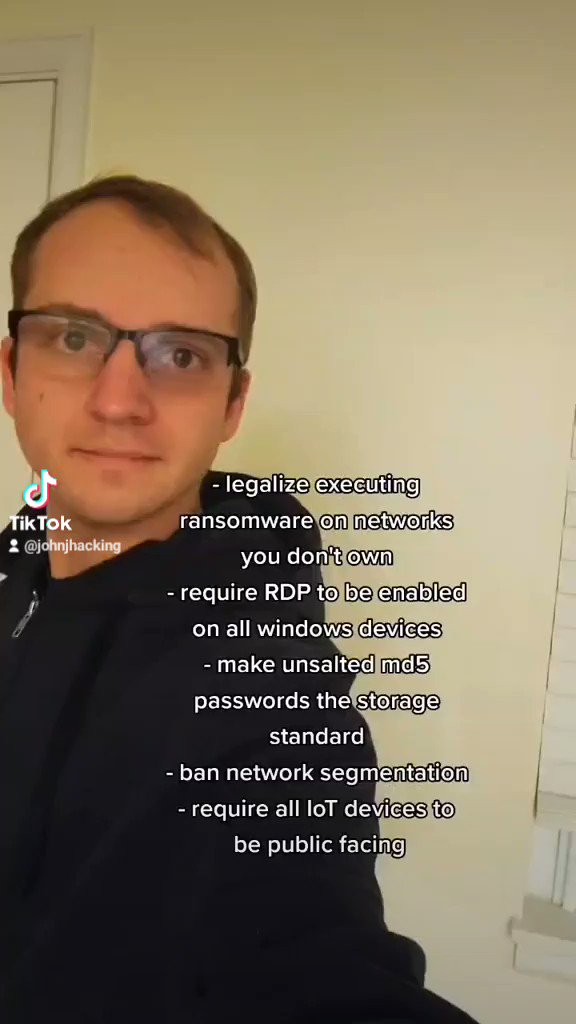 - legalize executing
ransomware on networks
you don't own
- require RDP to be enabled
on all windows devices
- make unsalted md5
passwords the storage
standard
- ban network segmentation
- require all IoT devices to
be public facing
TikTok
@johnjhacking